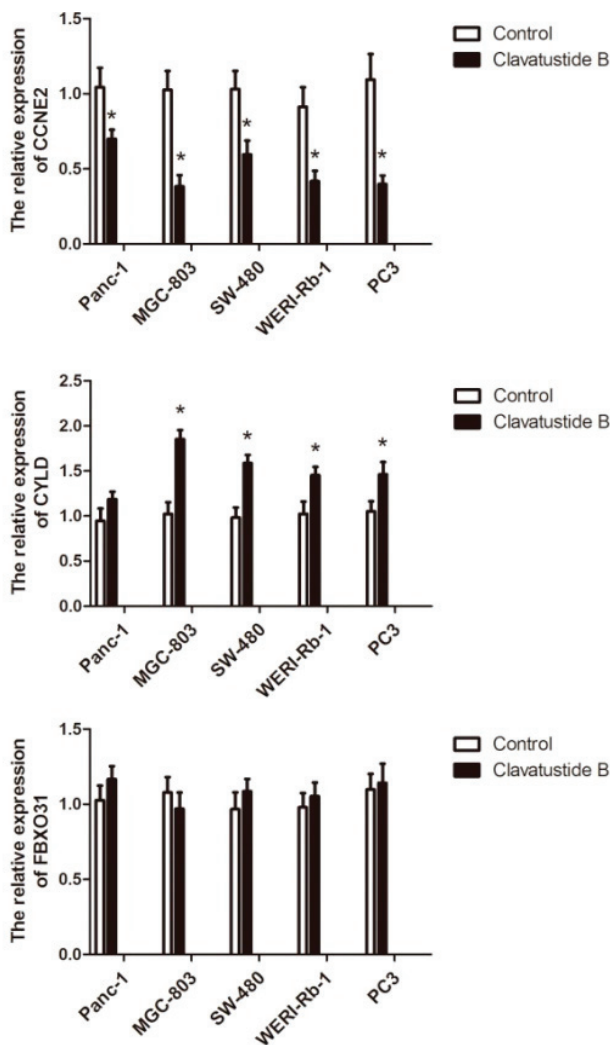 The relative expression
of CCNE2
1.5
1.0
0.5
0.0
* * * * *
Panc-1
MGC-803
SW-480
WERI-Rb-1
PC3
Control
Clavatustide B
The relative expression
of CYLD
2.5
2.0
1.5
1.0
0.5
0.0
* * * *
Panc-1
MGC-803
SW-480
WERI-Rb-1
PC3
Control
Clavatustide B
The relative expression
of FBXO31
1.5
1.0
0.5
0.0
Panc-1
MGC-803
SW-480
WERI-Rb-1
PC3
Control
Clavatustide B